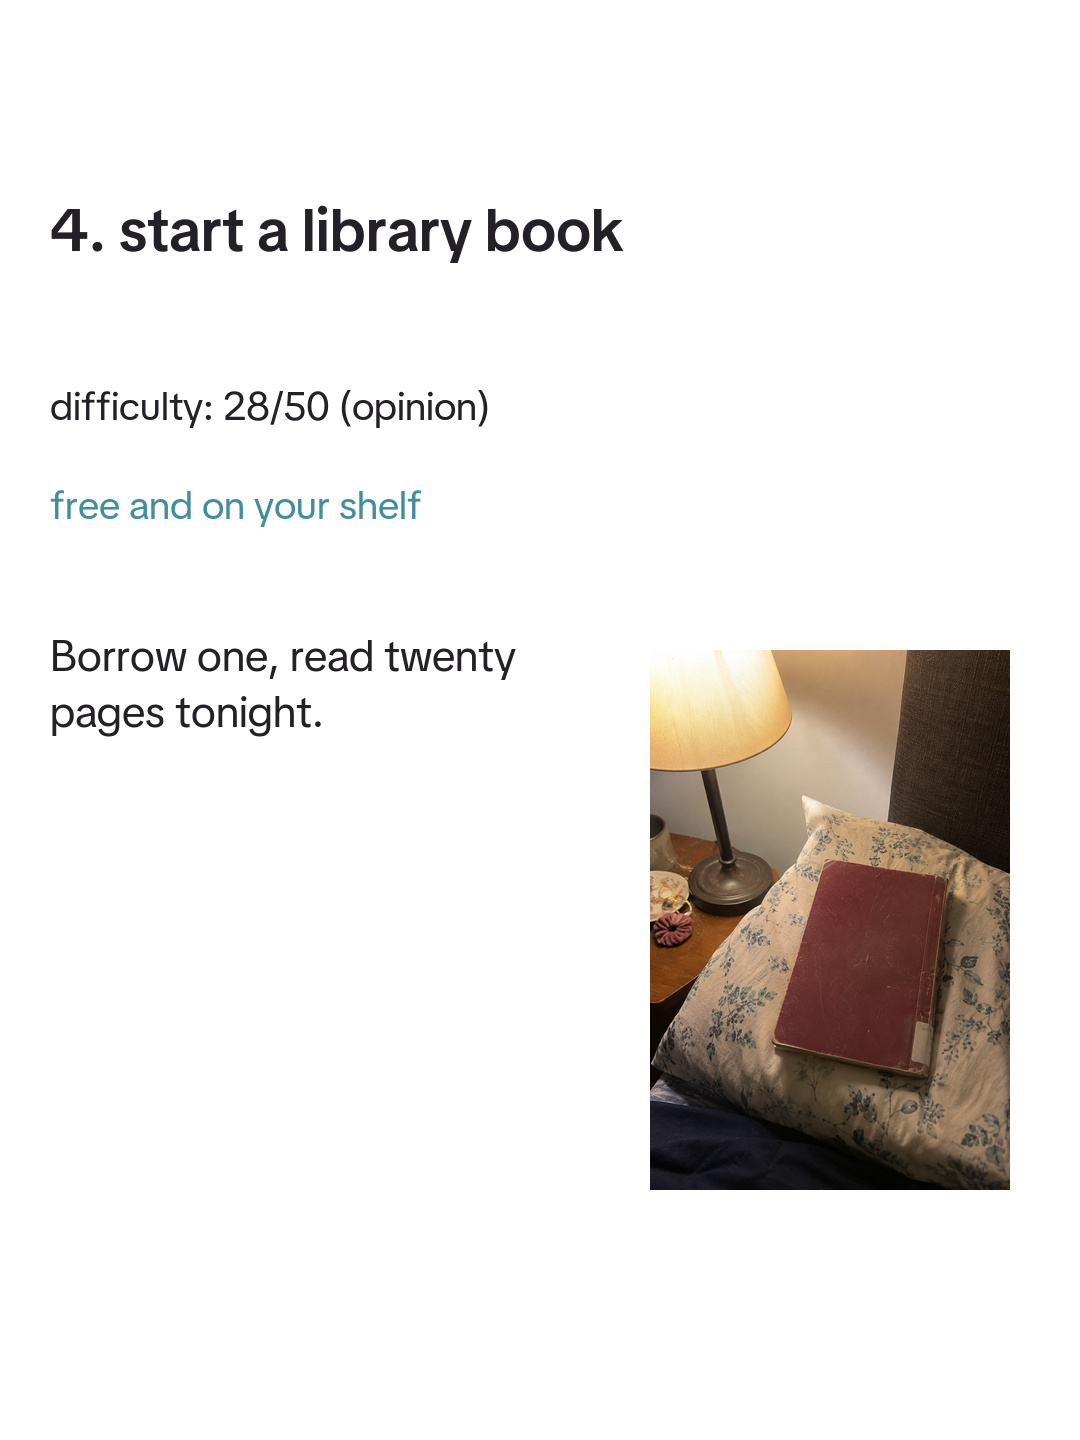 4. start a library book
difficulty: 28/50 (opinion)
free and on your shelf
Borrow one, read twenty
pages tonight.